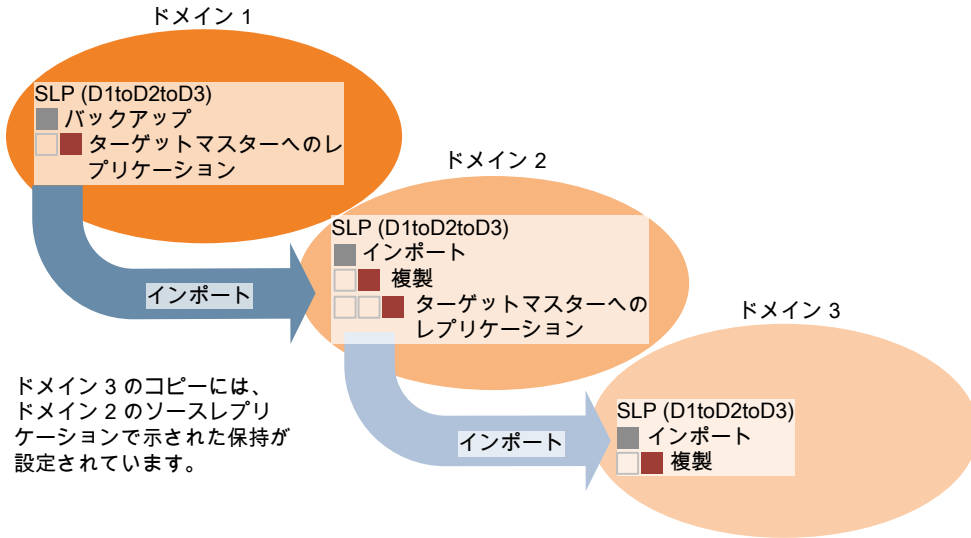 ドメイン 1
SLP (D1toD2toD3)
バックアップ
ターゲットマスターへのレ
プリケーション
インポート
ドメイン 2
SLP (D1toD2toD3)
インポート
複製
ターゲットマスターへの
レプリケーション
インポート
ドメイン 3
SLP (D1toD2toD3)
インポート
複製
ドメイン 3 のコピーには、
ドメイン 2 のソースレプリ
ケーションで示された保持が
設定されています。